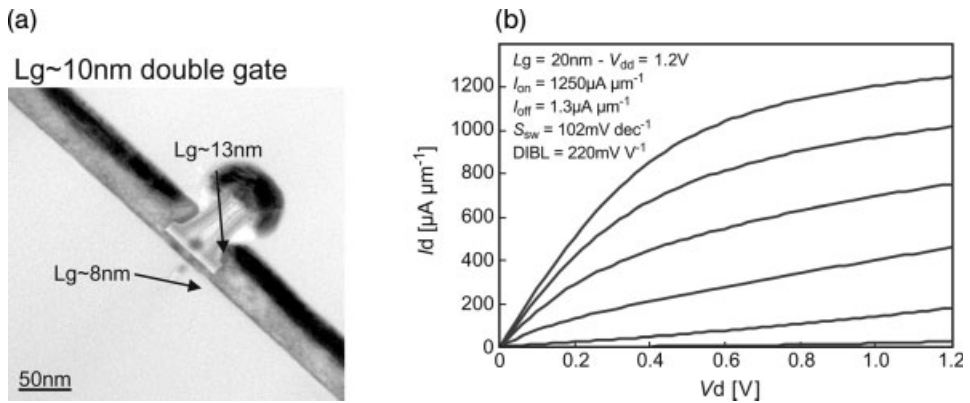 (a)
Lg~10nm double gate
Lg~13nm
Lg~8nm
50nm
(b)
Lg = 20nm - Vdd = 1.2V
Ion = 1250µA µm⁻¹
Ioff = 1.3µA µm⁻¹
Ssw = 102mV dec⁻¹
DIBL = 220mV V⁻¹
Id [µA µm⁻¹]
1200
1000
800
600
400
200
0
0 0.2 0.4 0.6 0.8 1.0 1.2
Vd [V]